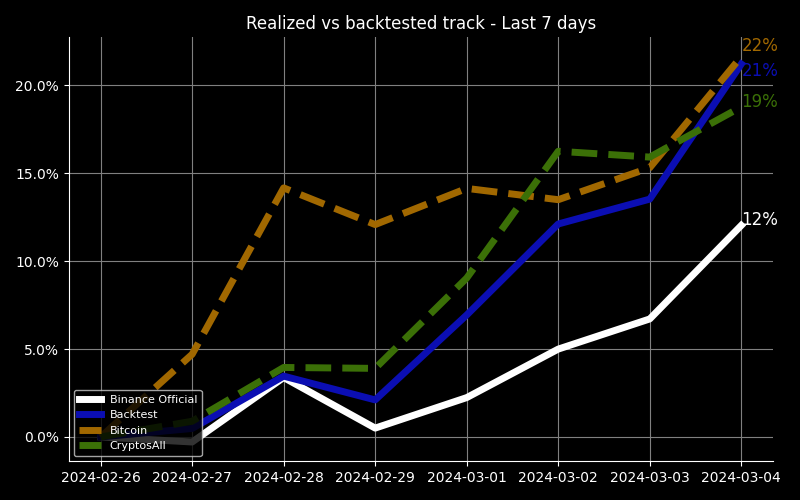 Realized vs backtested track - Last 7 days
22%
21%
20.0%
19%
15.0%
12%
10.0%
5.0%
Binance Official
Backtest
Bitcoin
0.0%
CryptosAll
2024-02-26 2024-02-27 2024-02-28 2024-02-29 2024-03-01 2024-03-02 2024-03-03 2024-03-04